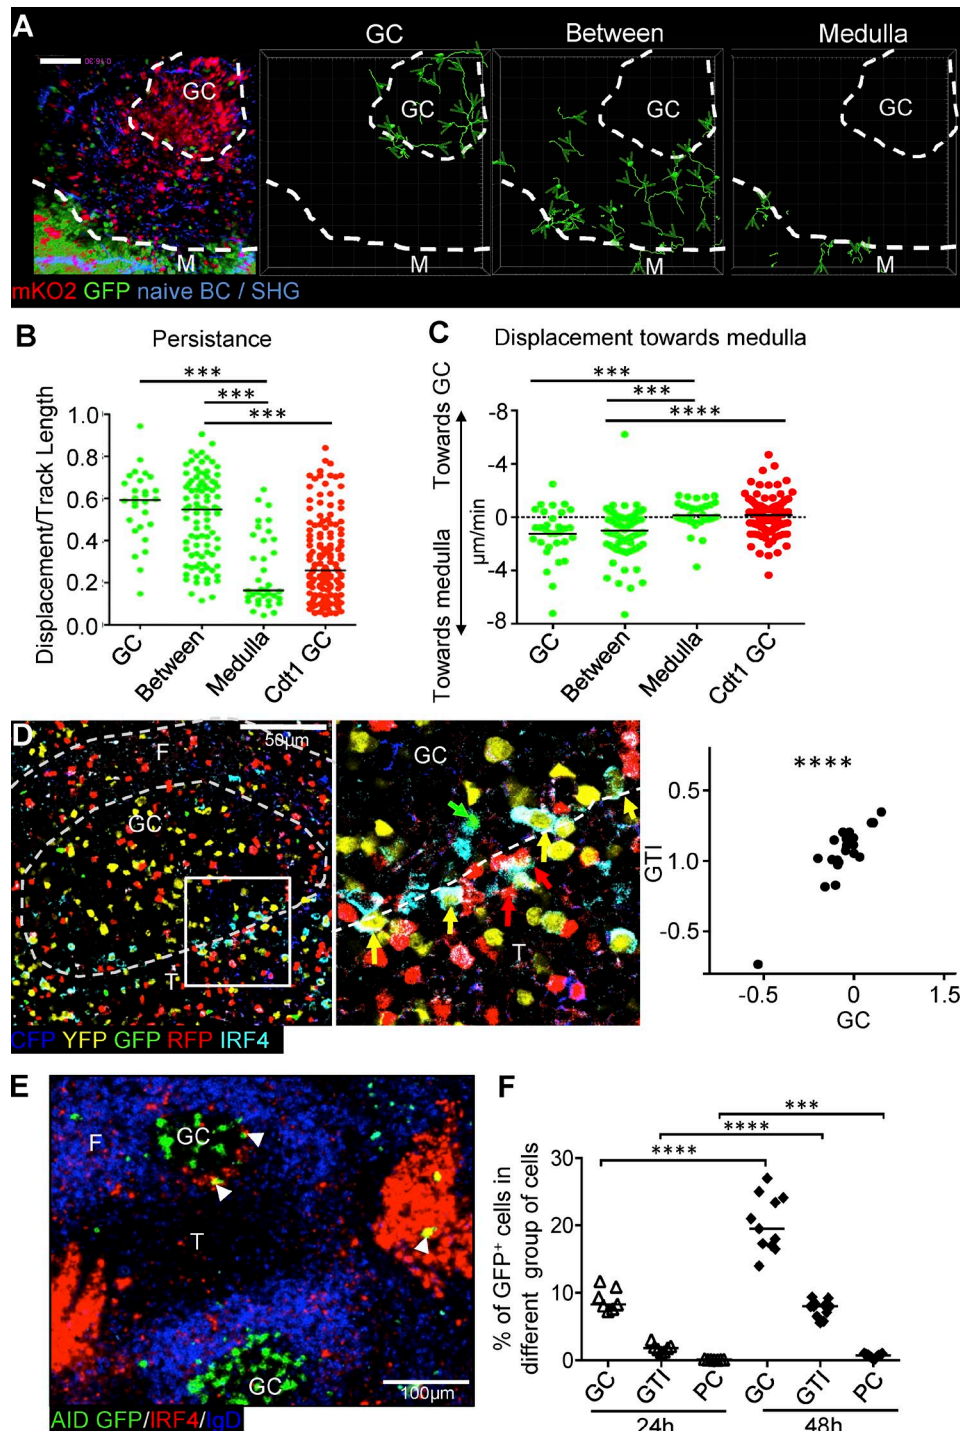 A
GC
Between
Medulla
GC
GC
GC
GC
M
M
M
M
mKO2 GFP naive BC / SHG
B
Persistance
***
***
***
Displacement/Track Length
1.0
0.8
0.6
0.4
0.2
0.0
GC
Between
Medulla
Cdt1 GC
C
Displacement towards medulla
***
***
****
Towards GC
Towards medulla
µm/min
-8
-4
0
-4
-8
GC
Between
Medulla
Cdt1 GC
D
50µm
F
GC
T
CFP YFP GFP RFP IRF4
GC
T
****
GTI
0.5
1.0
-0.5
-0.5
0
1.5
GC
E
F
GC
T
GC
100µm
AID GFP/IRF4/IgD
F
***
****
****
% of GFP+ cells in
different group of cells
30
20
10
0
GC
GTI
PC
GC
GTI
PC
24h
48h